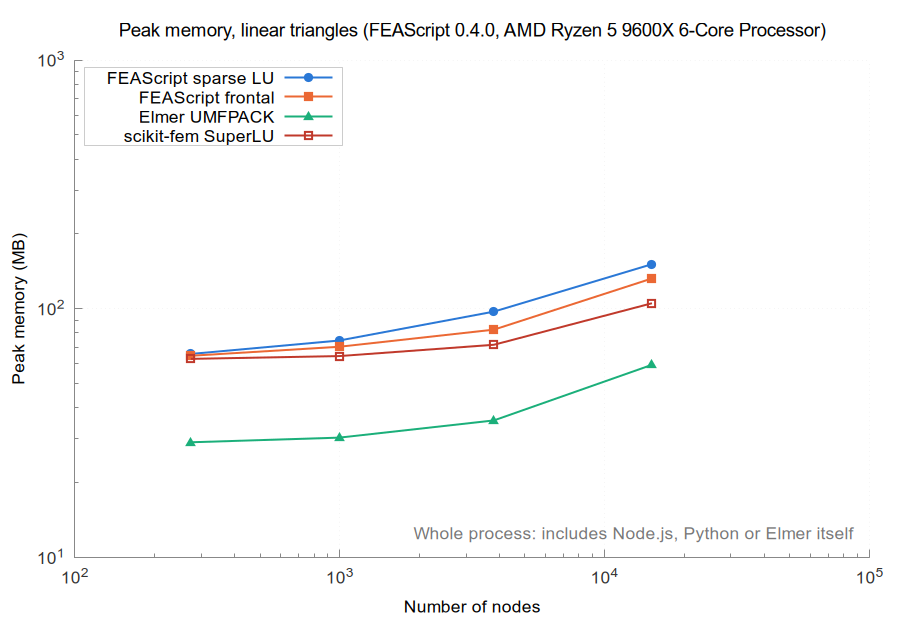 Peak memory, linear triangles (FEAScript 0.4.0, AMD Ryzen 5 9600X 6-Core Processor)
10³
FEAScript sparse LU
FEAScript frontal
Elmer UMFPACK
scikit-fem SuperLU
Peak memory (MB)
10²
Whole process: includes Node.js, Python or Elmer itself
10¹
10² 10³ 10⁴ 10⁵
Number of nodes